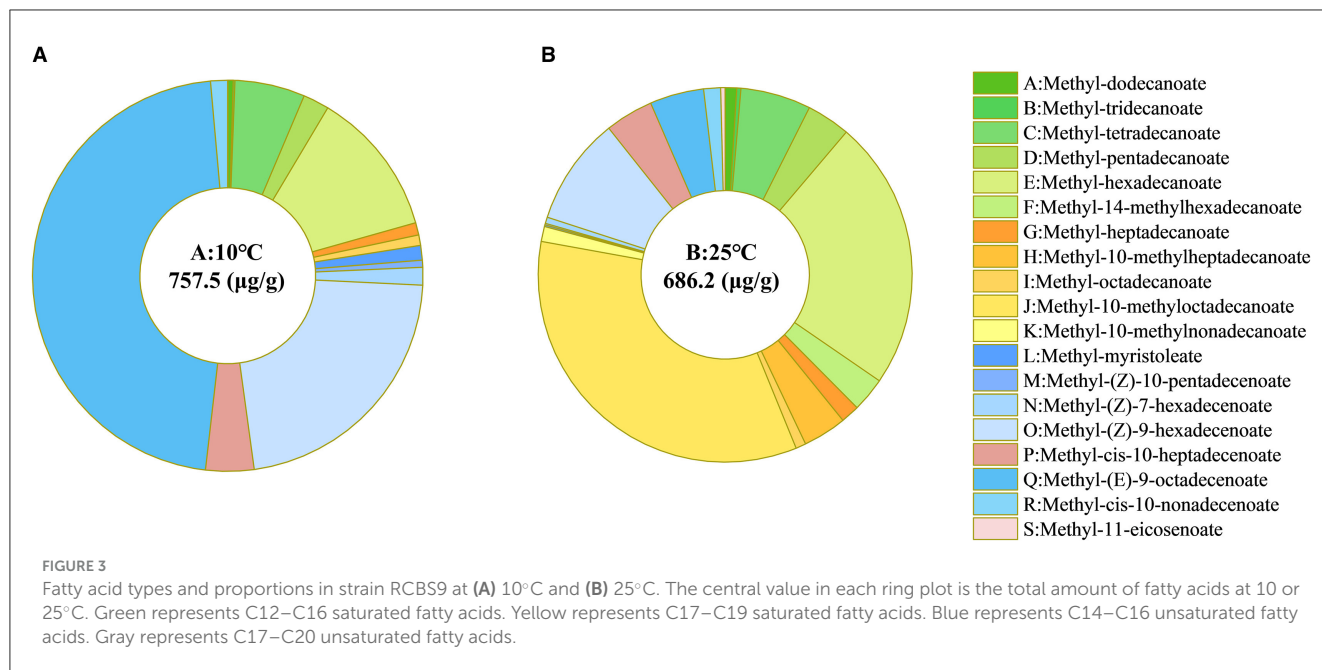 A
B
A:10℃
757.5 (μg/g)
B:25℃
686.2 (μg/g)
A:Methyl-dodecanoate
B:Methyl-tridecanoate
C:Methyl-tetradecanoate
D:Methyl-pentadecanoate
E:Methyl-hexadecanoate
F:Methyl-14-methylhexadecanoate
G:Methyl-heptadecanoate
H:Methyl-10-methylheptadecanoate
I:Methyl-octadecanoate
J:Methyl-10-methyloctadecanoate
K:Methyl-10-methylnonadecanoate
L:Methyl-myristoleate
M:Methyl-(Z)-10-pentadecenoate
N:Methyl-(Z)-7-hexadecenoate
O:Methyl-(Z)-9-hexadecenoate
P:Methyl-cis-10-heptadecenoate
Q:Methyl-(E)-9-octadecenoate
R:Methyl-cis-10-nonadecenoate
S:Methyl-11-eicosenoate
FIGURE 3
Fatty acid types and proportions in strain RCBS9 at (A) 10°C and (B) 25°C. The central value in each ring plot is the total amount of fatty acids at 10 or
25°C. Green represents C12–C16 saturated fatty acids. Yellow represents C17–C19 saturated fatty acids. Blue represents C14–C16 unsaturated fatty
acids. Gray represents C17–C20 unsaturated fatty acids.